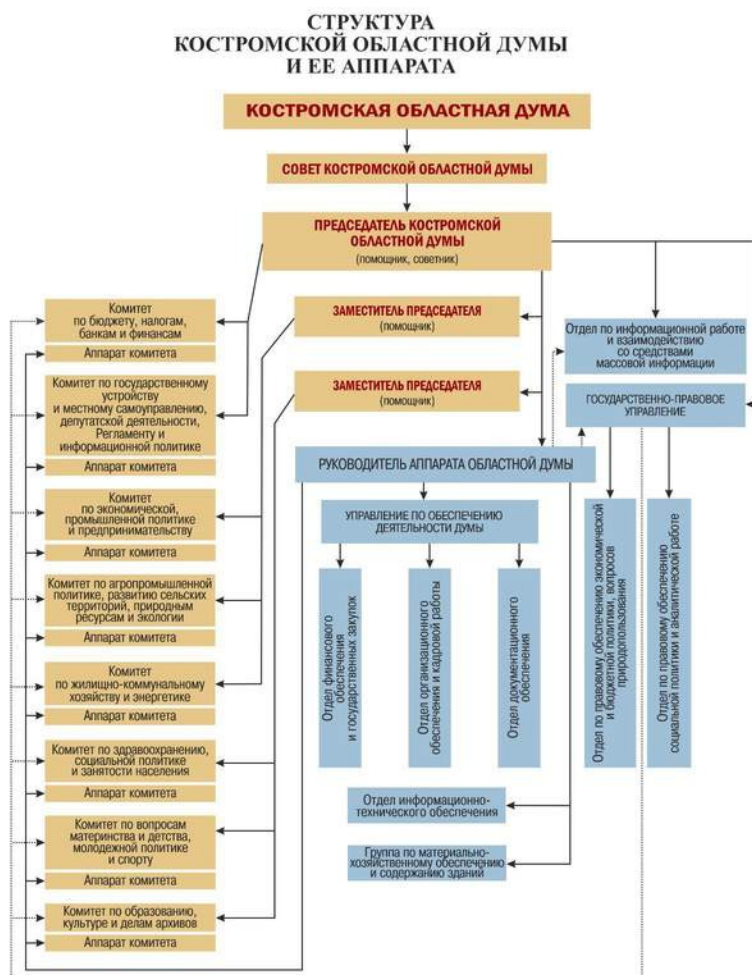 СТРУКТУРА
КОСТРОМСКОЙ ОБЛАСТНОЙ ДУМЫ
И ЕЕ АППАРАТА
КОСТРОМСКАЯ ОБЛАСТНАЯ ДУМА
СОВЕТ КОСТРОМСКОЙ ОБЛАСТНОЙ ДУМЫ
ПРЕДСЕДАТЕЛЬ КОСТРОМСКОЙ
ОБЛАСТНОЙ ДУМЫ
(помощник, советник)
Комитет
по бюджету, налогам,
банкам и финансам
Аппарат комитета
Комитет по государственному
устройству
и местному самоуправлению,
депутатской деятельности,
Регламенту и
информационной политике
Аппарат комитета
Комитет
по экономической,
промышленной политике
и предпринимательству
Аппарат комитета
Комитет по агропромышленной
политике, развитию сельских
территорий, природным
ресурсам и экологии
Аппарат комитета
Комитет
по жилищно-коммунальному
хозяйству и энергетике
Аппарат комитета
Комитет по здравоохранению,
социальной политике
и занятости населения
Аппарат комитета
Комитет по вопросам
материнства и детства,
молодежной политике
и спорту
Аппарат комитета
Комитет по образованию,
культуре и делам архивов
Аппарат комитета
ЗАМЕСТИТЕЛЬ ПРЕДСЕДАТЕЛЯ
(помощник)
ЗАМЕСТИТЕЛЬ ПРЕДСЕДАТЕЛЯ
(помощник)
РУКОВОДИТЕЛЬ АППАРАТА ОБЛАСТНОЙ ДУМЫ
УПРАВЛЕНИЕ ПО ОБЕСПЕЧЕНИЮ
ДЕЯТЕЛЬНОСТИ ДУМЫ
Отдел финансового
обеспечения
и государственных закупок
Отдел организационного
обеспечения и кадровой работы
Отдел документационного
обеспечения
Отдел информационно-
технического обеспечения
Группа по материально-
хозяйственному обеспечению
и содержанию зданий
Отдел по информационной работе
и взаимодействию
со средствами
массовой информации
ГОСУДАРСТВЕННО-ПРАВОВОЕ
УПРАВЛЕНИЕ
Отдел по правовому обеспечению экономической
и бюджетной политики, вопросов
природопользования
Отдел по правовому обеспечению
социальной политики и аналитической работе